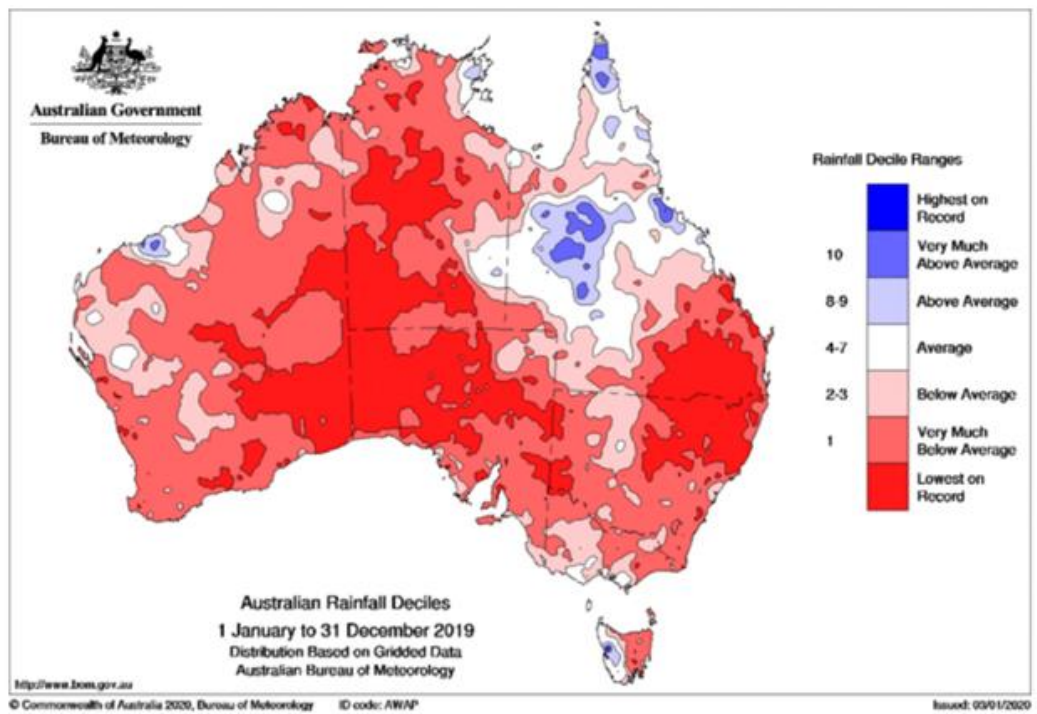 Australian Government
Bureau of Meteorology
Rainfall Decile Ranges
Highest on
Record
10
Very Much
Above Average
8-9
Above Average
4-7
Average
2-3
Below Average
1
Very Much
Below Average
Lowest on
Record
Australian Rainfall Deciles
1 January to 31 December 2019
Distribution Based on Gridded Data
Australian Bureau of Meteorology
http://www.bom.gov.au
© Commonwealth of Australia 2020, Bureau of Meteorology
ID code: AWAP
Issued: 03/01/2020